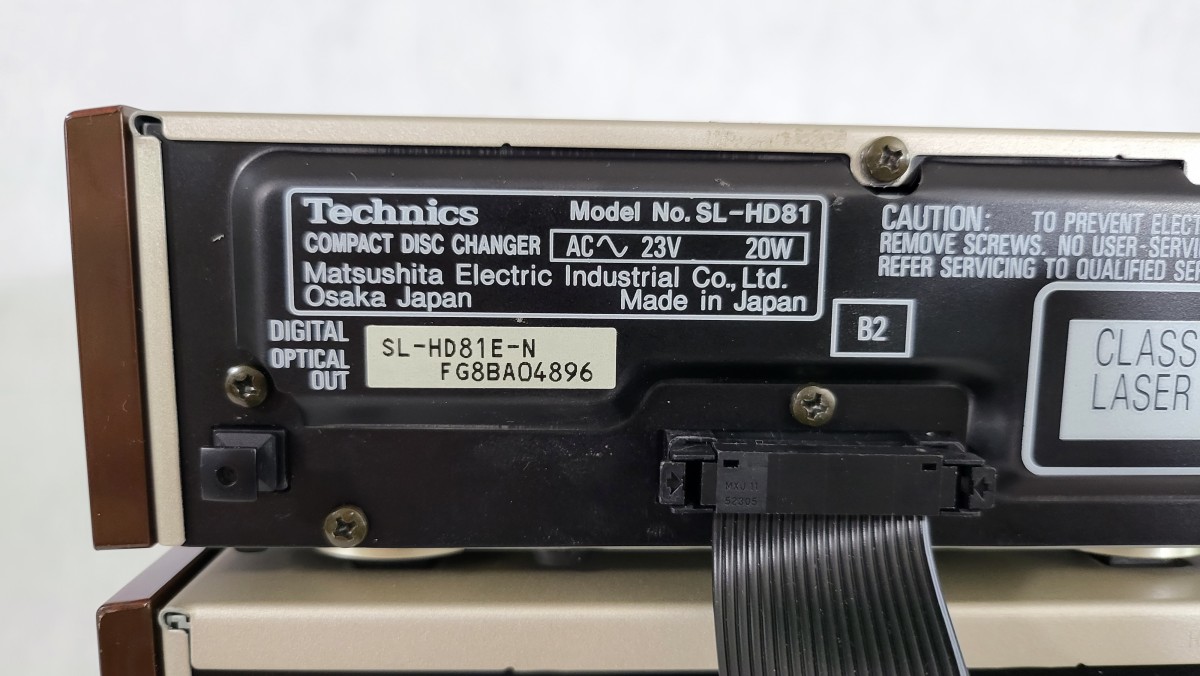 Technics Model No. SL-HD81
COMPACT DISC CHANGER AC∿ 23V 20W
Matsushita Electric Industrial Co., Ltd.
Osaka Japan Made in Japan
CAUTION: TO PREVENT ELECT
REMOVE SCREWS. NO USER-SERVIC
REFER SERVICING TO QUALIFIED SE
B2
DIGITAL
OPTICAL
OUT
SL-HD81E-N
FG8BA04896
CLASS
LASER
52305